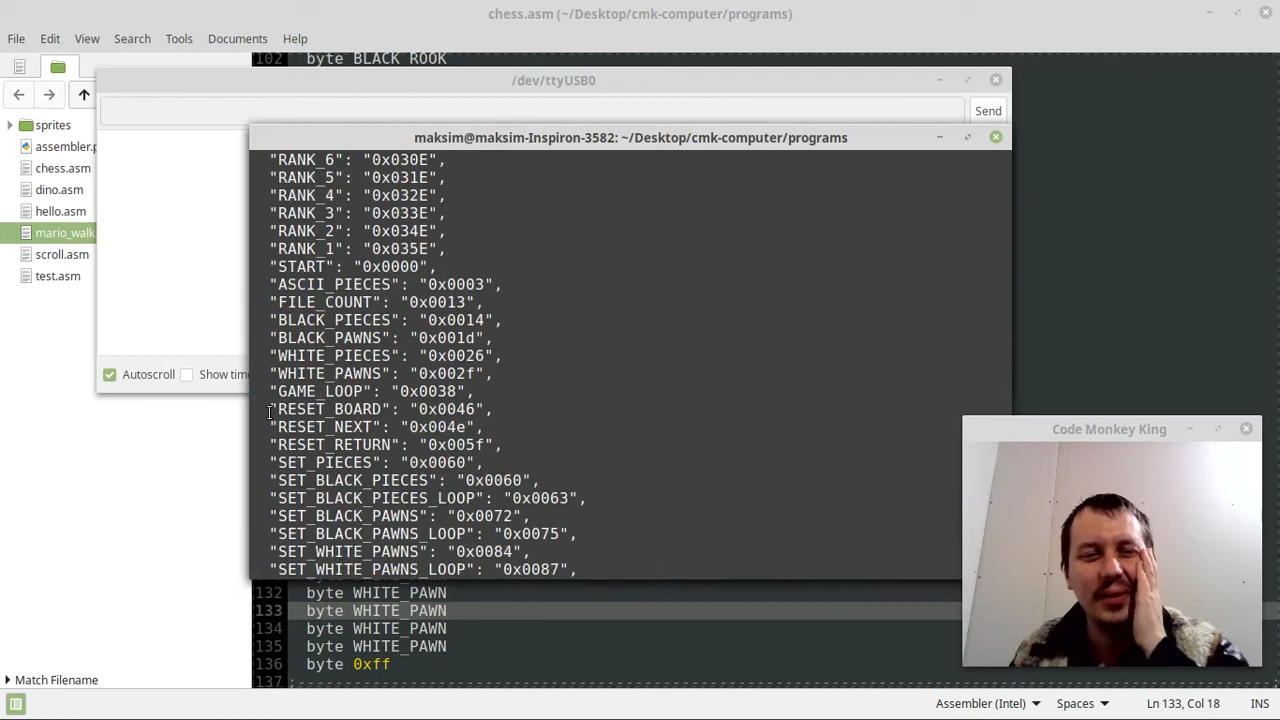 chess.asm (~/Desktop/cmk-computer/programs)
File Edit View Search Tools Documents Help
102 byte BLACK_ROOK
/dev/ttyUSB0
Send
sprites
assembler.p
chess.asm
dino.asm
hello.asm
mario_walk.
scroll.asm
test.asm
Autoscroll Show time
maksim@maksim-Inspiron-3582: ~/Desktop/cmk-computer/programs
"RANK_6": "0x030E",
"RANK_5": "0x031E",
"RANK_4": "0x032E",
"RANK_3": "0x033E",
"RANK_2": "0x034E",
"RANK_1": "0x035E",
"START": "0x0000",
"ASCII_PIECES": "0x0003",
"FILE_COUNT": "0x0013",
"BLACK_PIECES": "0x0014",
"BLACK_PAWNS": "0x001d",
"WHITE_PIECES": "0x0026",
"WHITE_PAWNS": "0x002f",
"GAME_LOOP": "0x0038",
"RESET_BOARD": "0x0046",
"RESET_NEXT": "0x004e",
"RESET_RETURN": "0x005f",
"SET_PIECES": "0x0060",
"SET_BLACK_PIECES": "0x0060",
"SET_BLACK_PIECES_LOOP": "0x0063",
"SET_BLACK_PAWNS": "0x0072",
"SET_BLACK_PAWNS_LOOP": "0x0075",
"SET_WHITE_PAWNS": "0x0084",
"SET_WHITE_PAWNS_LOOP": "0x0087",
Code Monkey King
132 byte WHITE_PAWN
133 byte WHITE_PAWN
134 byte WHITE_PAWN
135 byte WHITE_PAWN
136 byte 0xff
137 ;
Match Filename
Assembler (Intel) Spaces Ln 133, Col 18 INS